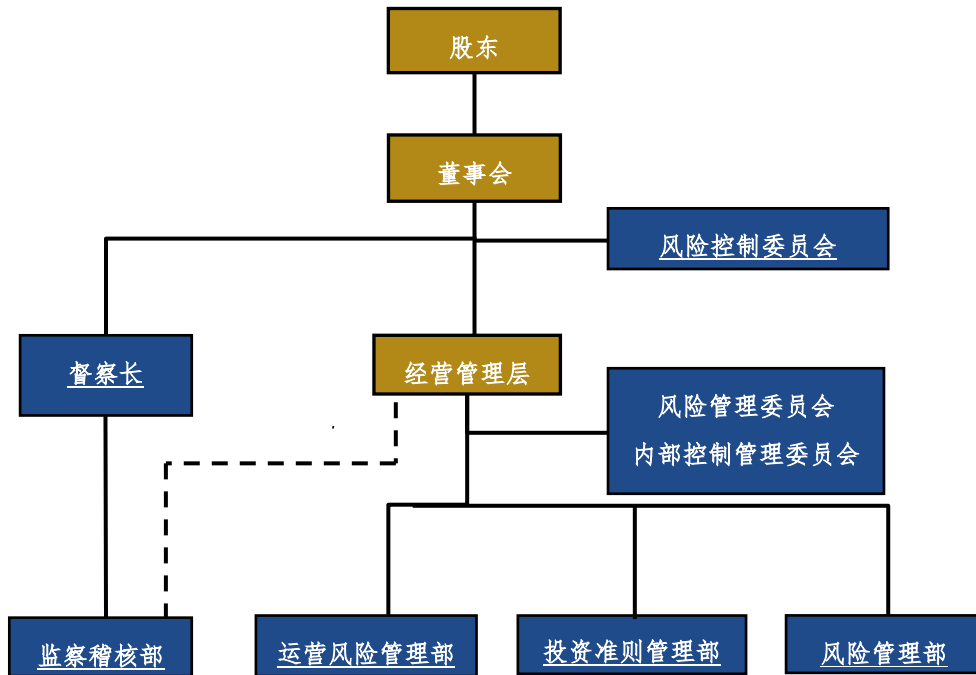 股东
董事会
风险控制委员会
督察长
经营管理层
风险管理委员会
内部控制管理委员会
监察稽核部
运营风险管理部
投资准则管理部
风险管理部